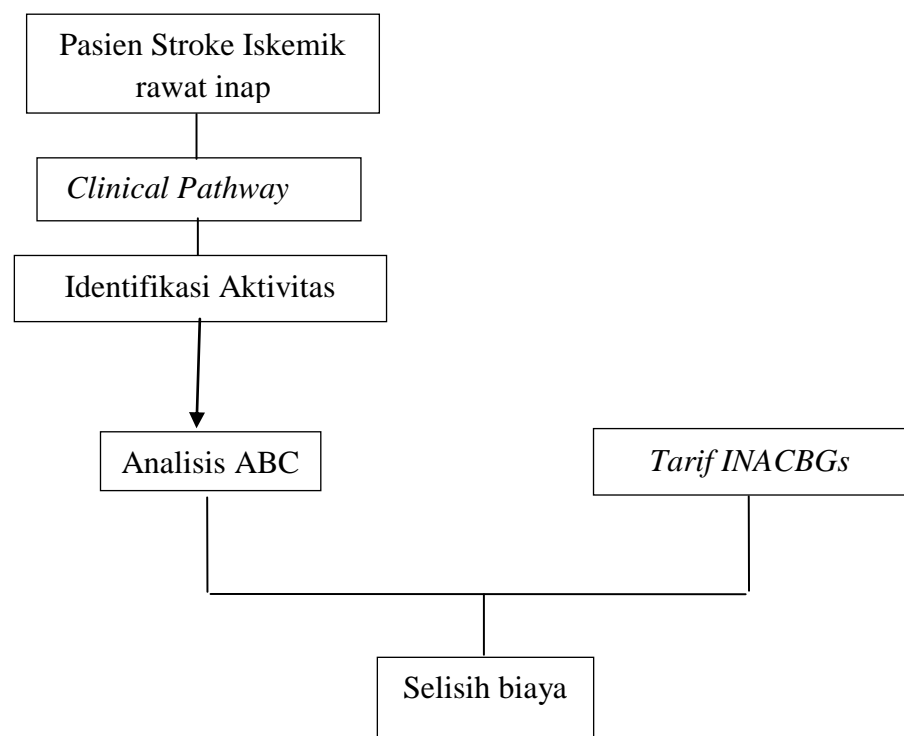 Pasien Stroke Iskemik
rawat inap
Clinical Pathway
Identifikasi Aktivitas
Analisis ABC
Tarif INACBGs
Selisih biaya